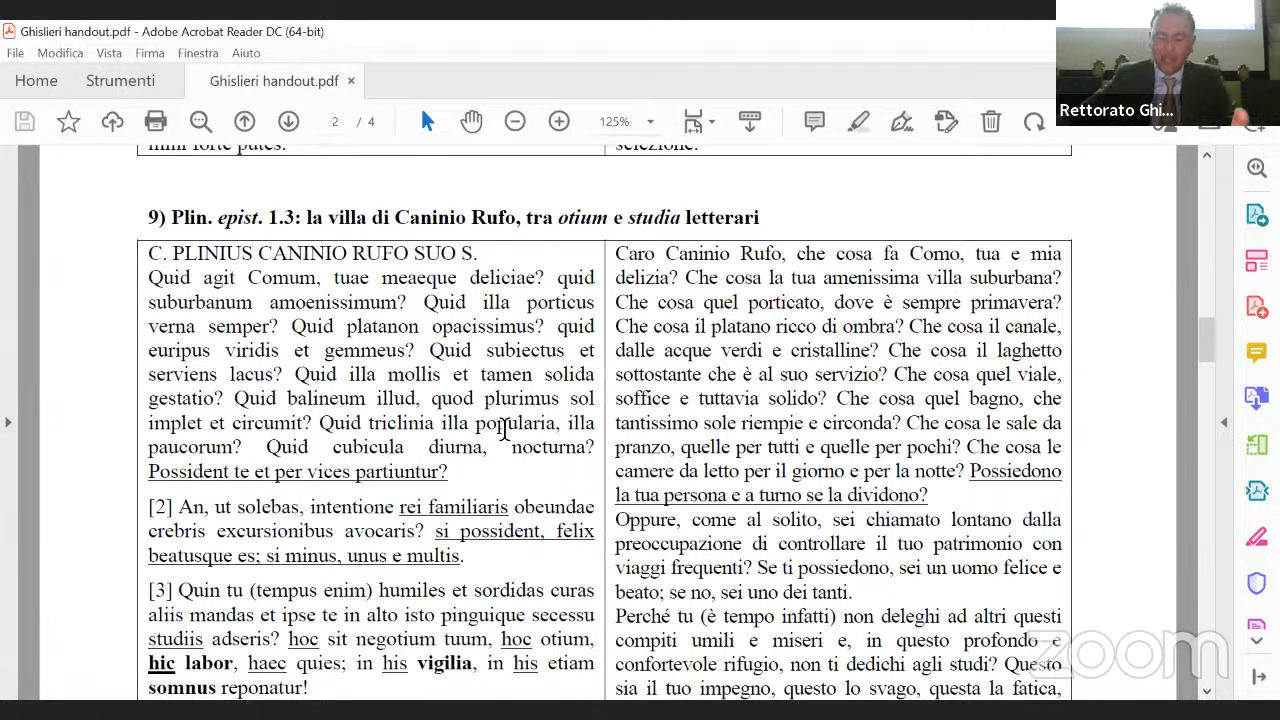 Ghislieri handout.pdf - Adobe Acrobat Reader DC (64-bit)
File Modifica Vista Firma Finestra Aiuto
Home Strumenti Ghislieri handout.pdf ×
2 / 4 125%
Rettorato Ghi...
mihi forte putes. selezione.
9) Plin. epist. 1.3: la villa di Caninio Rufo, tra otium e studia letterari
C. PLINIUS CANINIO RUFO SUO S.
Quid agit Comum, tuae meaeque deliciae? quid
suburbanum amoenissimum? Quid illa porticus
verna semper? Quid platanon opacissimus? quid
euripus viridis et gemmeus? Quid subiectus et
serviens lacus? Quid illa mollis et tamen solida
gestatio? Quid balineum illud, quod plurimus sol
implet et circumit? Quid triclinia illa popularia, illa
paucorum? Quid cubicula diurna, nocturna?
Possident te et per vices partiuntur?
[2] An, ut solebas, intentione rei familiaris obeundae
crebris excursionibus avocaris? si possident, felix
beatusque es; si minus, unus e multis.
[3] Quin tu (tempus enim) humiles et sordidas curas
aliis mandas et ipse te in alto isto pinguique secessu
studiis adseris? hoc sit negotium tuum, hoc otium,
hic labor, haec quies; in his vigilia, in his etiam
somnus reponatur!
Caro Caninio Rufo, che cosa fa Como, tua e mia
delizia? Che cosa la tua amenissima villa suburbana?
Che cosa quel porticato, dove è sempre primavera?
Che cosa il platano ricco di ombra? Che cosa il canale,
dalle acque verdi e cristalline? Che cosa il laghetto
sottostante che è al suo servizio? Che cosa quel viale,
soffice e tuttavia solido? Che cosa quel bagno, che
tantissimo sole riempie e circonda? Che cosa le sale da
pranzo, quelle per tutti e quelle per pochi? Che cosa le
camere da letto per il giorno e per la notte? Possiedono
la tua persona e a turno se la dividono?
Oppure, come al solito, sei chiamato lontano dalla
preoccupazione di controllare il tuo patrimonio con
viaggi frequenti? Se ti possiedono, sei un uomo felice e
beato; se no, sei uno dei tanti.
Perché tu (è tempo infatti) non deleghi ad altri questi
compiti umili e miseri e, in questo profondo e
confortevole rifugio, non ti dedichi agli studi? Questo
sia il tuo impegno, questo lo svago, questa la fatica,
zoom